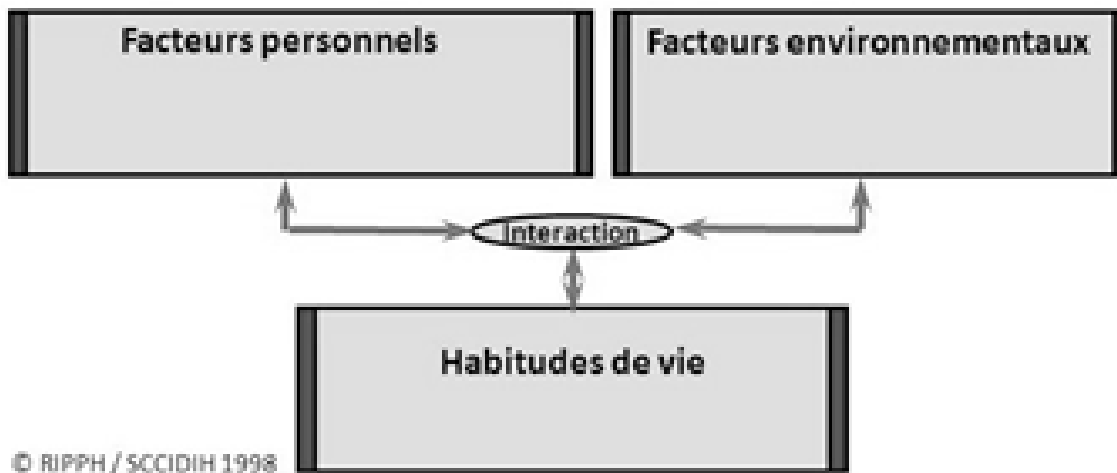 Facteurs personnels
Facteurs environnementaux
Interaction
Habitudes de vie
© RIPPH / SCCIDIH 1998